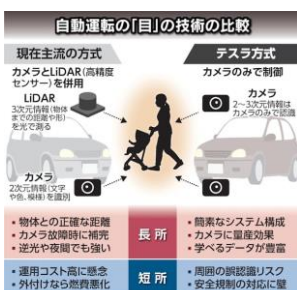 自動運転の「目」の技術の比較
現在主流の方式
カメラとLiDAR(高精度
センサー)を併用
LiDAR
3次元情報(物体
までの距離や形)
を光で測る
カメラ
2次元情報(文字
や色、模様)を識別
テスラ方式
カメラのみで制御
カメラ
2〜3次元情報は
カメラのみで認識
長所
・物体との正確な距離
・カメラ故障時に補完
・逆光や夜間でも強い
・簡素なシステム構成
・カメラに量産効果
・学べるデータが豊富
短所
・運用コスト高に懸念
・外付けなら燃費悪化
・周囲の誤認識リスク
・安全規制の対応に壁